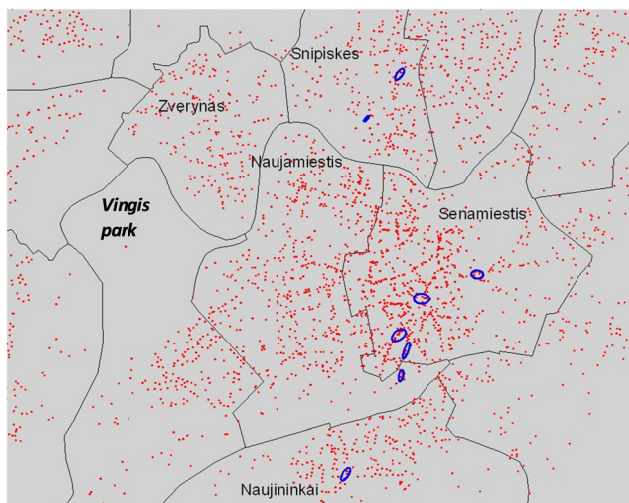 Snipiskes
Zverynas
Naujamiestis
Vingis
park
Senamiestis
Naujininkai